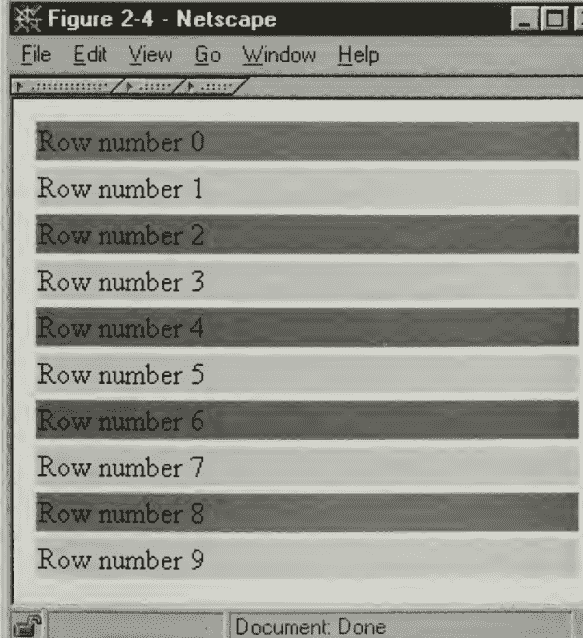 Figure 2-4 - Netscape
File Edit View Go Window Help
Row number 0
Row number 1
Row number 2
Row number 3
Row number 4
Row number 5
Row number 6
Row number 7
Row number 8
Row number 9
Document: Done